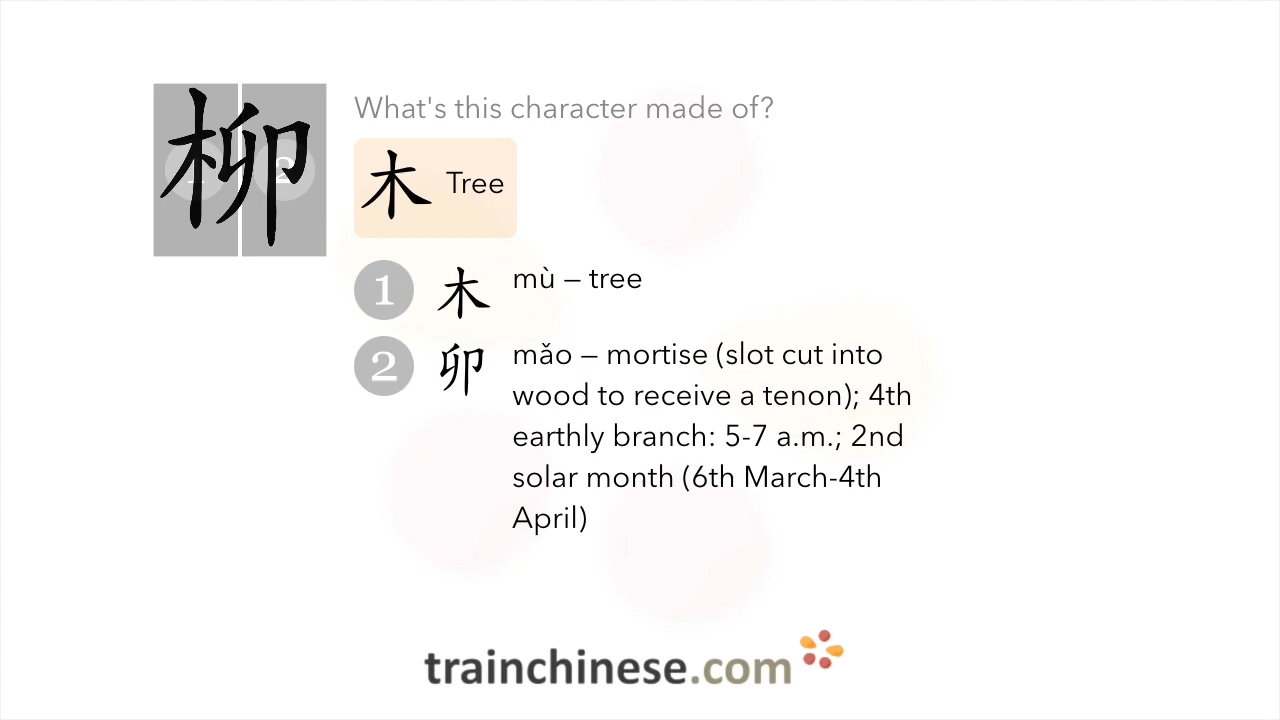 柳
What's this character made of?
木 Tree
1 木 mù – tree
2 卯 mǎo – mortise (slot cut into
wood to receive a tenon); 4th
earthly branch: 5-7 a.m.; 2nd
solar month (6th March-4th
April)
trainchinese.com